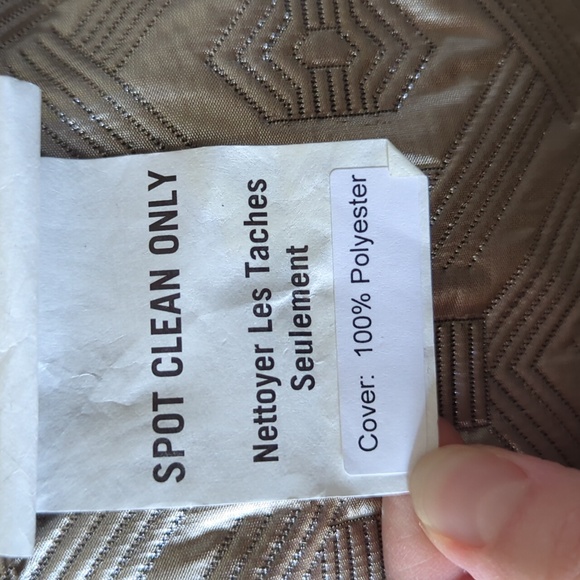 SPOT CLEAN ONLY
Nettoyer Les Taches
Seulement
Cover: 100% Polyester